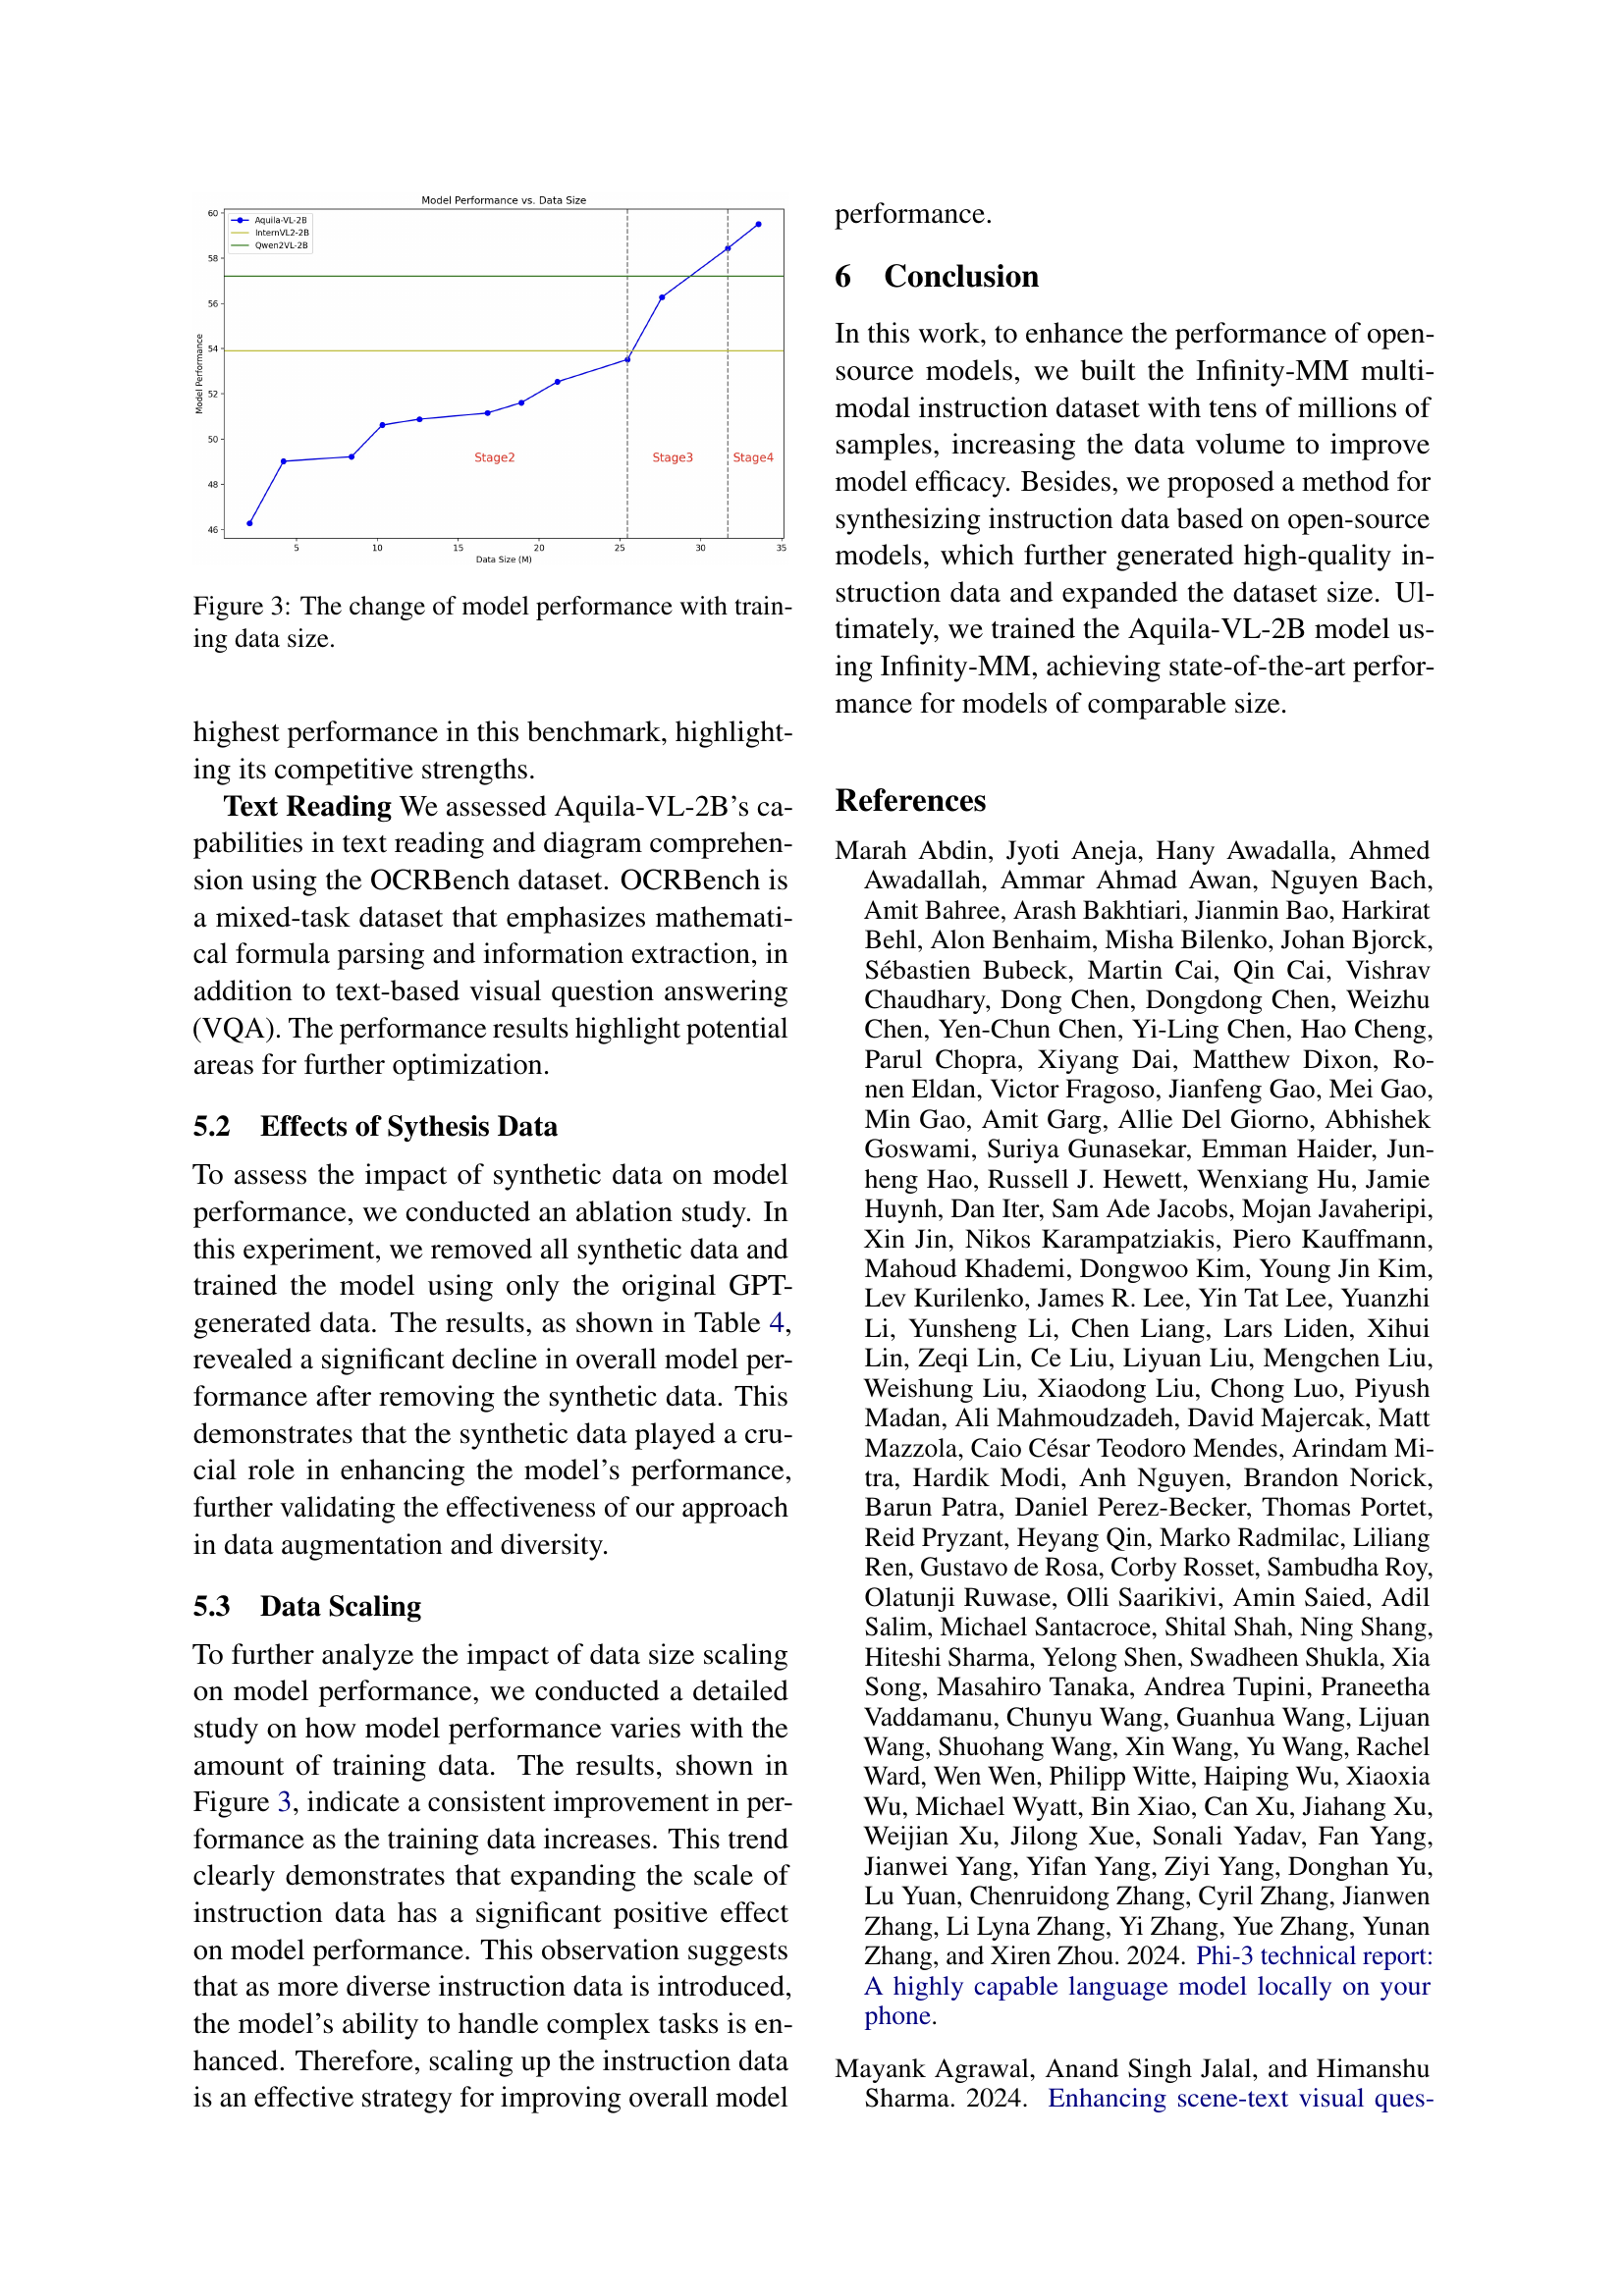 Model Performance vs. Data Size
Aquila-VL-2B
InternVL2-2B
Qwen2VL-2B
60
58
56
54
52
50
48
46
Model Performance
Stage2
Stage3
Stage4
5
10
15
20
25
30
35
Data Size (M)
Figure 3: The change of model performance with train-
ing data size.
highest performance in this benchmark, highlight-
ing its competitive strengths.
Text Reading We assessed Aquila-VL-2B's ca-
pabilities in text reading and diagram comprehen-
sion using the OCRBench dataset. OCRBench is
a mixed-task dataset that emphasizes mathemati-
cal formula parsing and information extraction, in
addition to text-based visual question answering
(VQA). The performance results highlight potential
areas for further optimization.
5.2 Effects of Sythesis Data
To assess the impact of synthetic data on model
performance, we conducted an ablation study. In
this experiment, we removed all synthetic data and
trained the model using only the original GPT-
generated data. The results, as shown in Table 4,
revealed a significant decline in overall model per-
formance after removing the synthetic data. This
demonstrates that the synthetic data played a cru-
cial role in enhancing the model's performance,
further validating the effectiveness of our approach
in data augmentation and diversity.
5.3 Data Scaling
To further analyze the impact of data size scaling
on model performance, we conducted a detailed
study on how model performance varies with the
amount of training data. The results, shown in
Figure 3, indicate a consistent improvement in per-
formance as the training data increases. This trend
clearly demonstrates that expanding the scale of
instruction data has a significant positive effect
on model performance. This observation suggests
that as more diverse instruction data is introduced,
the model's ability to handle complex tasks is en-
hanced. Therefore, scaling up the instruction data
is an effective strategy for improving overall model
performance.
6 Conclusion
In this work, to enhance the performance of open-
source models, we built the Infinity-MM multi-
modal instruction dataset with tens of millions of
samples, increasing the data volume to improve
model efficacy. Besides, we proposed a method for
synthesizing instruction data based on open-source
models, which further generated high-quality in-
struction data and expanded the dataset size. Ul-
timately, we trained the Aquila-VL-2B model us-
ing Infinity-MM, achieving state-of-the-art perfor-
mance for models of comparable size.
References
Marah Abdin, Jyoti Aneja, Hany Awadalla, Ahmed
Awadallah, Ammar Ahmad Awan, Nguyen Bach,
Amit Bahree, Arash Bakhtiari, Jianmin Bao, Harkirat
Behl, Alon Benhaim, Misha Bilenko, Johan Bjorck,
Sébastien Bubeck, Martin Cai, Qin Cai, Vishrav
Chaudhary, Dong Chen, Dongdong Chen, Weizhu
Chen, Yen-Chun Chen, Yi-Ling Chen, Hao Cheng,
Parul Chopra, Xiyang Dai, Matthew Dixon, Ro-
nen Eldan, Victor Fragoso, Jianfeng Gao, Mei Gao,
Min Gao, Amit Garg, Allie Del Giorno, Abhishek
Goswami, Suriya Gunasekar, Emman Haider, Jun-
heng Hao, Russell J. Hewett, Wenxiang Hu, Jamie
Huynh, Dan Iter, Sam Ade Jacobs, Mojan Javaheripi,
Xin Jin, Nikos Karampatziakis, Piero Kauffmann,
Mahoud Khademi, Dongwoo Kim, Young Jin Kim,
Lev Kurilenko, James R. Lee, Yin Tat Lee, Yuanzhi
Li, Yunsheng Li, Chen Liang, Lars Liden, Xihui
Lin, Zeqi Lin, Ce Liu, Liyuan Liu, Mengchen Liu,
Weishung Liu, Xiaodong Liu, Chong Luo, Piyush
Madan, Ali Mahmoudzadeh, David Majercak, Matt
Mazzola, Caio César Teodoro Mendes, Arindam Mi-
tra, Hardik Modi, Anh Nguyen, Brandon Norick,
Barun Patra, Daniel Perez-Becker, Thomas Portet,
Reid Pryzant, Heyang Qin, Marko Radmilac, Liliang
Ren, Gustavo de Rosa, Corby Rosset, Sambudha Roy,
Olatunji Ruwase, Olli Saarikivi, Amin Saied, Adil
Salim, Michael Santacroce, Shital Shah, Ning Shang,
Hiteshi Sharma, Yelong Shen, Swadheen Shukla, Xia
Song, Masahiro Tanaka, Andrea Tupini, Praneetha
Vaddamanu, Chunyu Wang, Guanhua Wang, Lijuan
Wang, Shuohang Wang, Xin Wang, Yu Wang, Rachel
Ward, Wen Wen, Philipp Witte, Haiping Wu, Xiaoxia
Wu, Michael Wyatt, Bin Xiao, Can Xu, Jiahang Xu,
Weijian Xu, Jilong Xue, Sonali Yadav, Fan Yang,
Jianwei Yang, Yifan Yang, Ziyi Yang, Donghan Yu,
Lu Yuan, Chenruidong Zhang, Cyril Zhang, Jianwen
Zhang, Li Lyna Zhang, Yi Zhang, Yue Zhang, Yunan
Zhang, and Xiren Zhou. 2024. Phi-3 technical report:
A highly capable language model locally on your
phone.
Mayank Agrawal, Anand Singh Jalal, and Himanshu
Sharma. 2024. Enhancing scene-text visual ques-